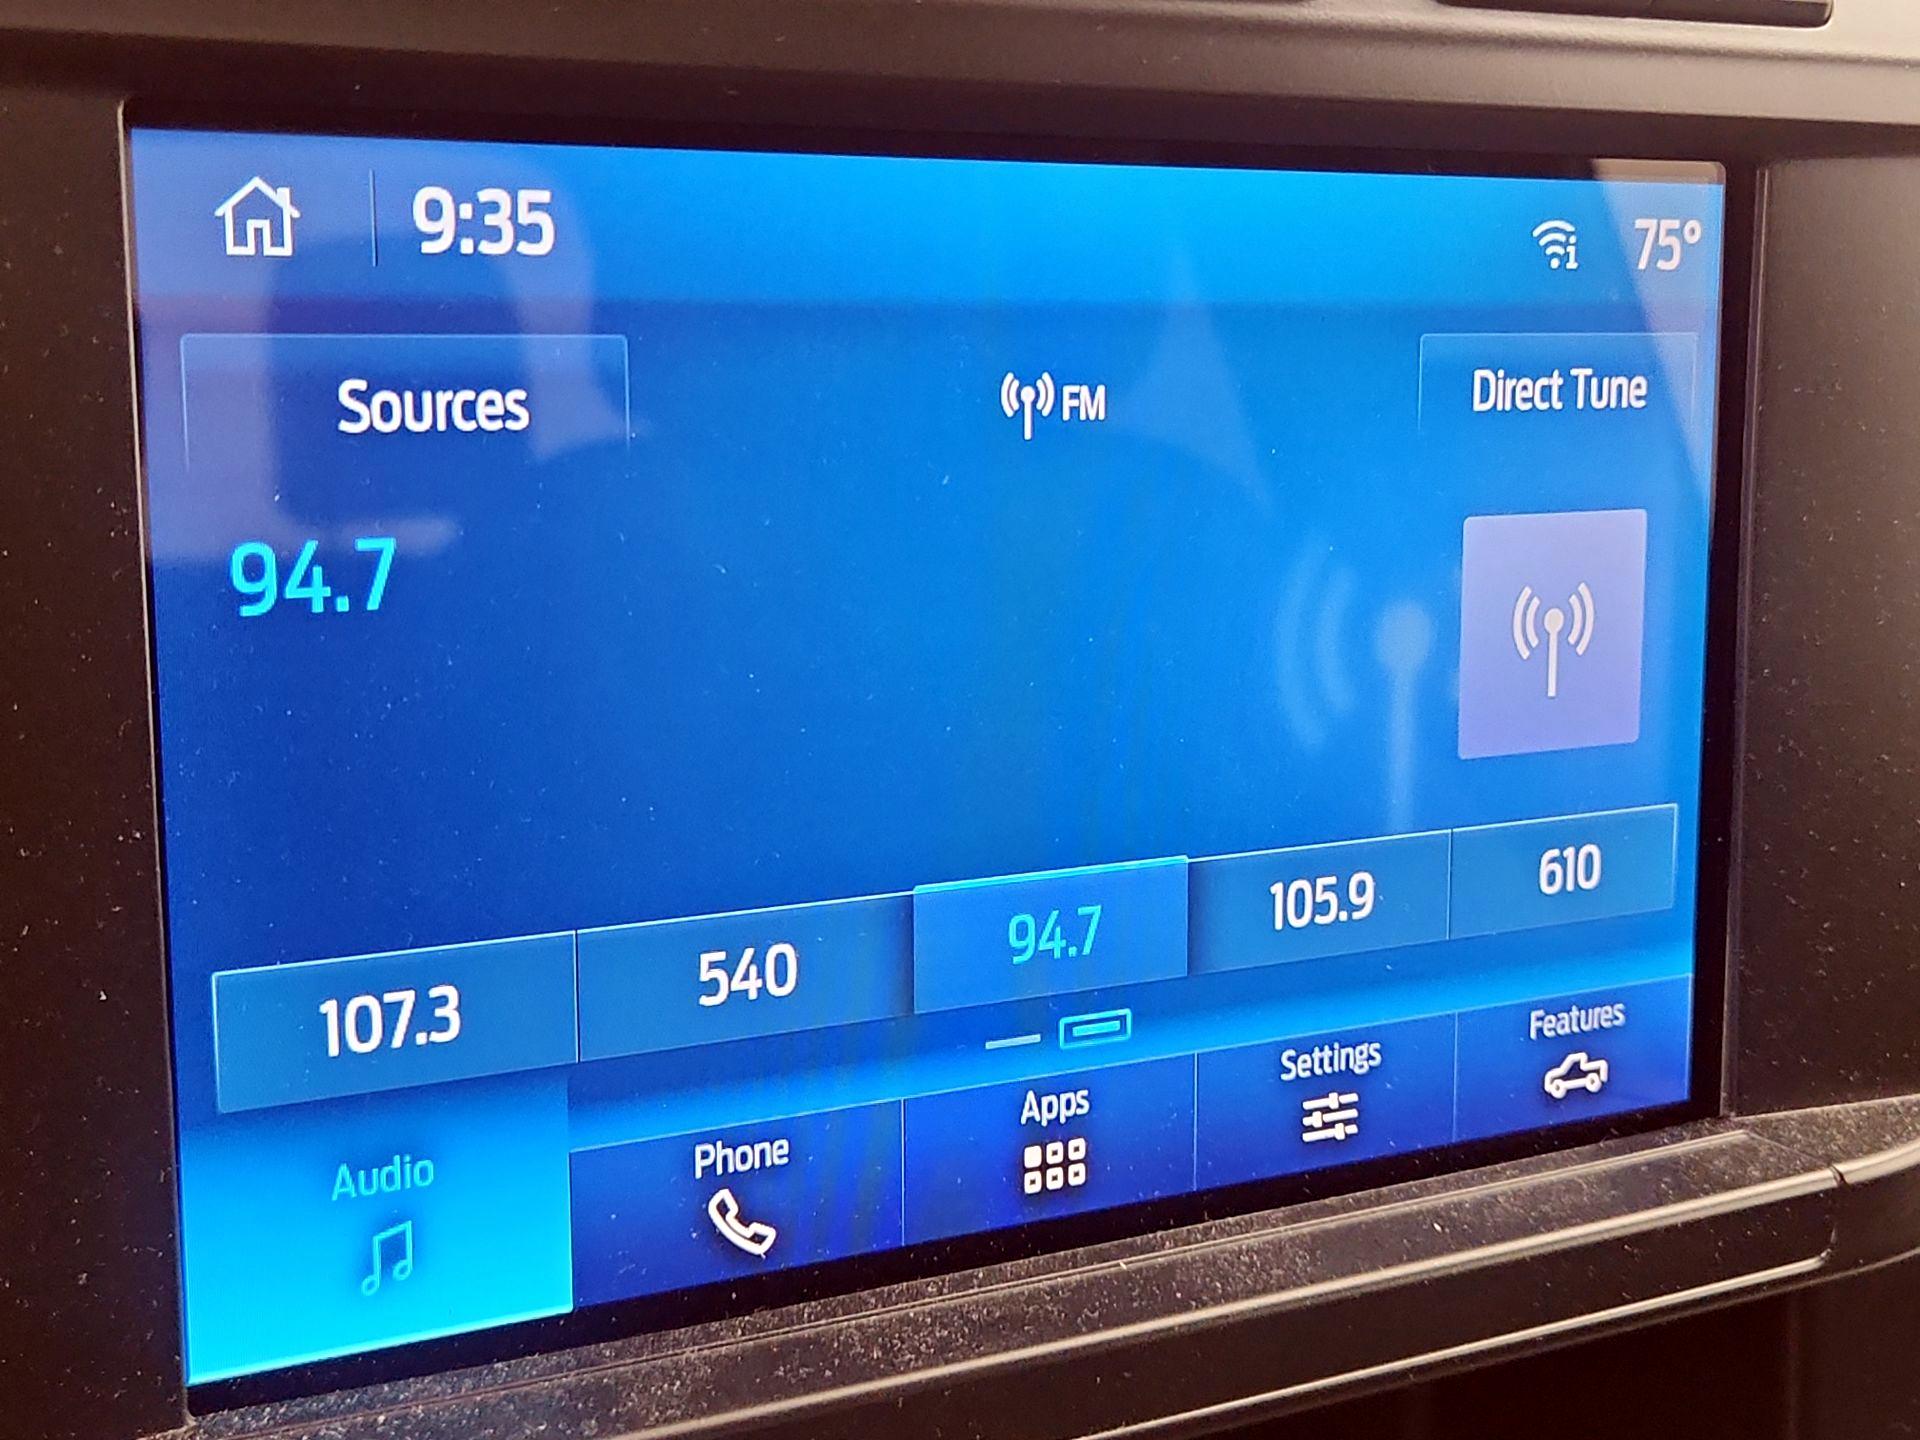 9:35
75°
Sources
FM
Direct Tune
94.7
107.3
540
94.7
105.9
610
Audio
Phone
Apps
Settings
Features